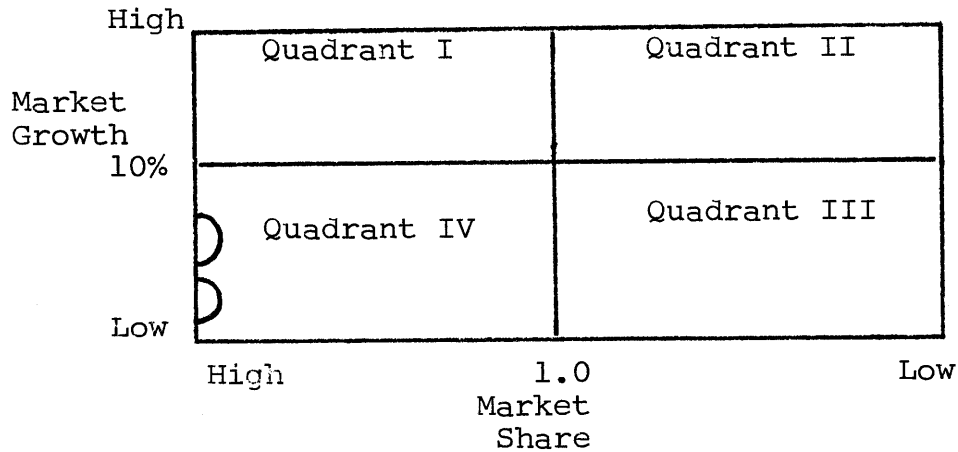 High
Quadrant I
Quadrant II
Market
Growth
10%
Quadrant IV
Quadrant III
Low
High
1.0
Low
Market
Share